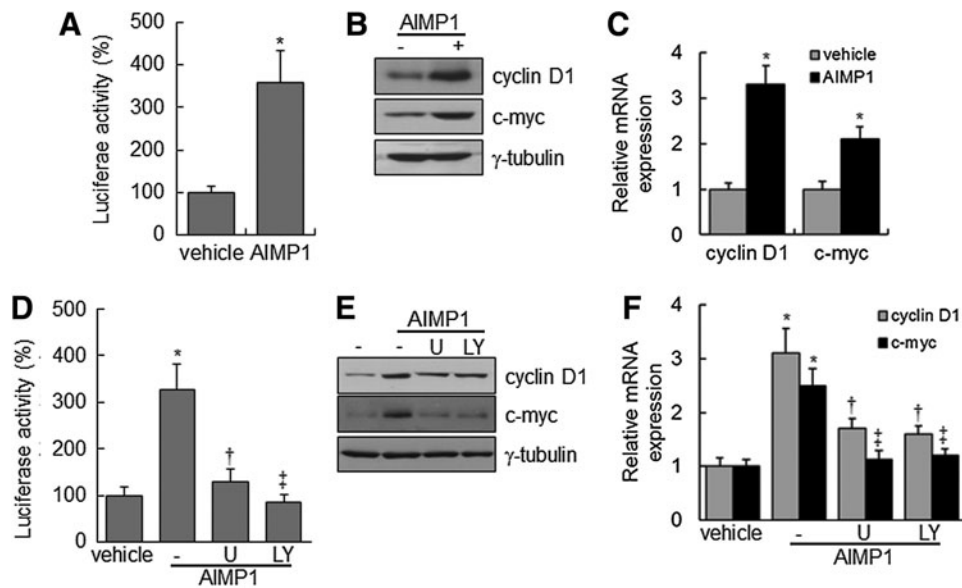 A
Luciferae activity (%)
500
400
300
200
100
0
*
vehicle AIMP1
B
AIMP1
- +
cyclin D1
c-myc
γ-tubulin
C
Relative mRNA
expression
4
3
2
1
0
vehicle
AIMP1
*
*
cyclin D1 c-myc
D
Luciferase activity (%)
500
400
300
200
100
0
*
†
‡
vehicle - U LY
AIMP1
E
AIMP1
- - U LY
cyclin D1
c-myc
γ-tubulin
F
Relative mRNA
expression
4
3
2
1
0
cyclin D1
c-myc
*
*
†
‡
†
‡
vehicle - U LY
AIMP1